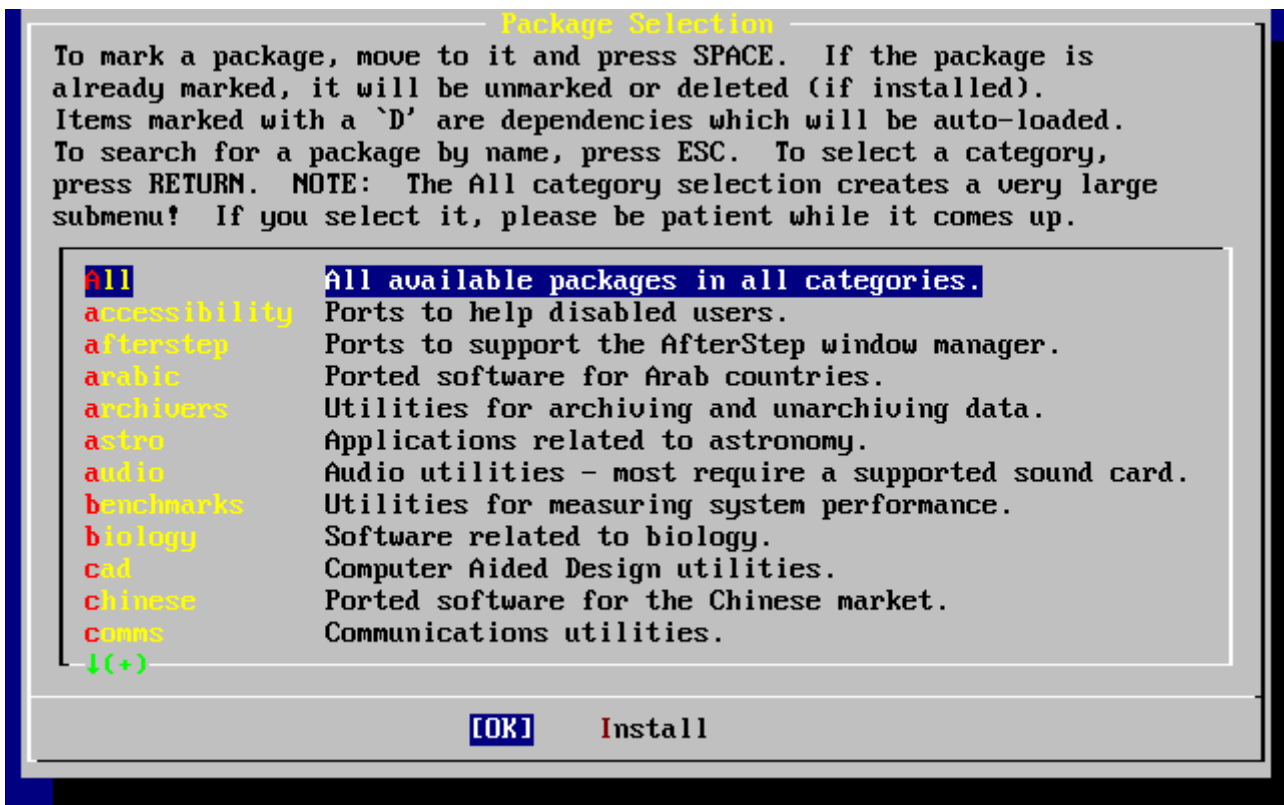 Package Selection
To mark a package, move to it and press SPACE.  If the package is
already marked, it will be unmarked or deleted (if installed).
Items marked with a `D' are dependencies which will be auto-loaded.
To search for a package by name, press ESC.  To select a category,
press RETURN.  NOTE:  The All category selection creates a very large
submenu!  If you select it, please be patient while it comes up.
All All available packages in all categories.
accessibility Ports to help disabled users.
afterstep Ports to support the AfterStep window manager.
arabic Ported software for Arab countries.
archivers Utilities for archiving and unarchiving data.
astro Applications related to astronomy.
audio Audio utilities - most require a supported sound card.
benchmarks Utilities for measuring system performance.
biology Software related to biology.
cad Computer Aided Design utilities.
chinese Ported software for the Chinese market.
comms Communications utilities.
↓(+)
[OK] Install